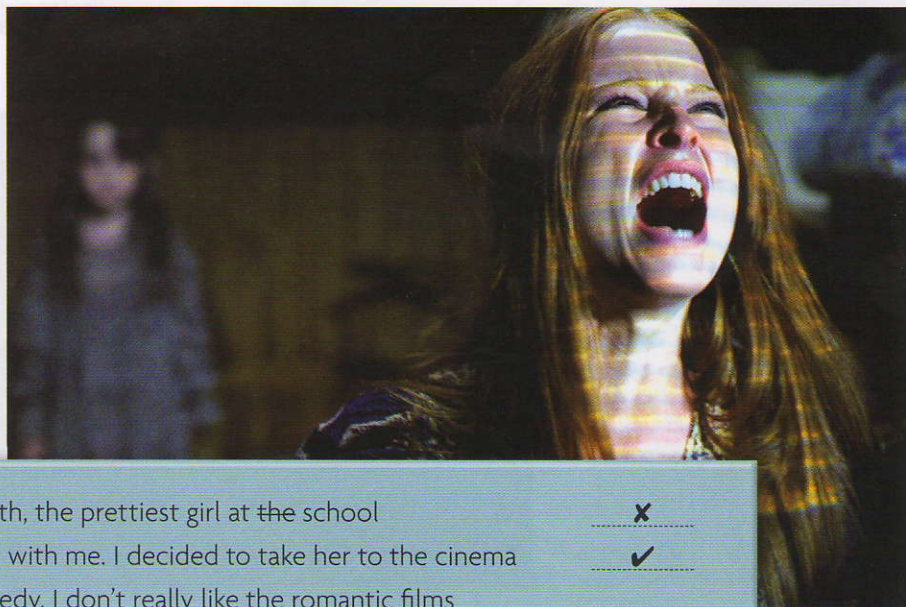 th, the prettiest girl at the school ✗
with me. I decided to take her to the cinema ✓
edy. I don't really like the romantic films